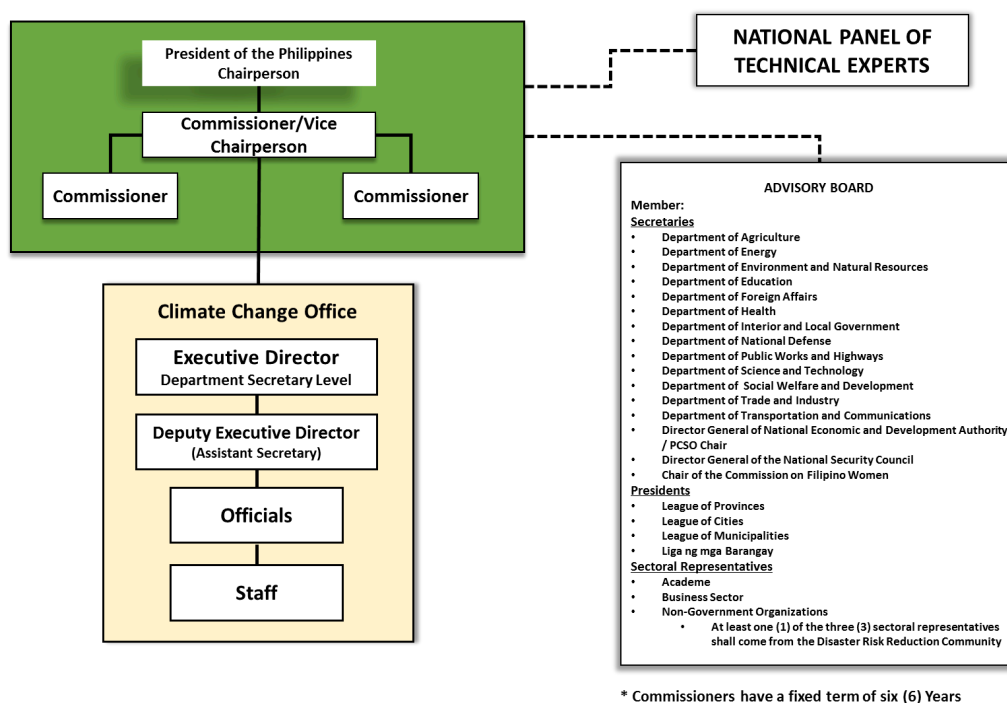 President of the Philippines
Chairperson
Commissioner/Vice
Chairperson
Commissioner
Commissioner
NATIONAL PANEL OF
TECHNICAL EXPERTS
Climate Change Office
Executive Director
Department Secretary Level
Deputy Executive Director
(Assistant Secretary)
Officials
Staff
ADVISORY BOARD
Member:
Secretaries
• Department of Agriculture
• Department of Energy
• Department of Environment and Natural Resources
• Department of Education
• Department of Foreign Affairs
• Department of Health
• Department of Interior and Local Government
• Department of National Defense
• Department of Public Works and Highways
• Department of Science and Technology
• Department of Social Welfare and Development
• Department of Trade and Industry
• Department of Transportation and Communications
• Director General of National Economic and Development Authority
/ PCSO Chair
• Director General of the National Security Council
• Chair of the Commission on Filipino Women
Presidents
• League of Provinces
• League of Cities
• League of Municipalities
• Liga ng mga Barangay
Sectoral Representatives
• Academe
• Business Sector
• Non-Government Organizations
• At least one (1) of the three (3) sectoral representatives
shall come from the Disaster Risk Reduction Community
* Commissioners have a fixed term of six (6) Years